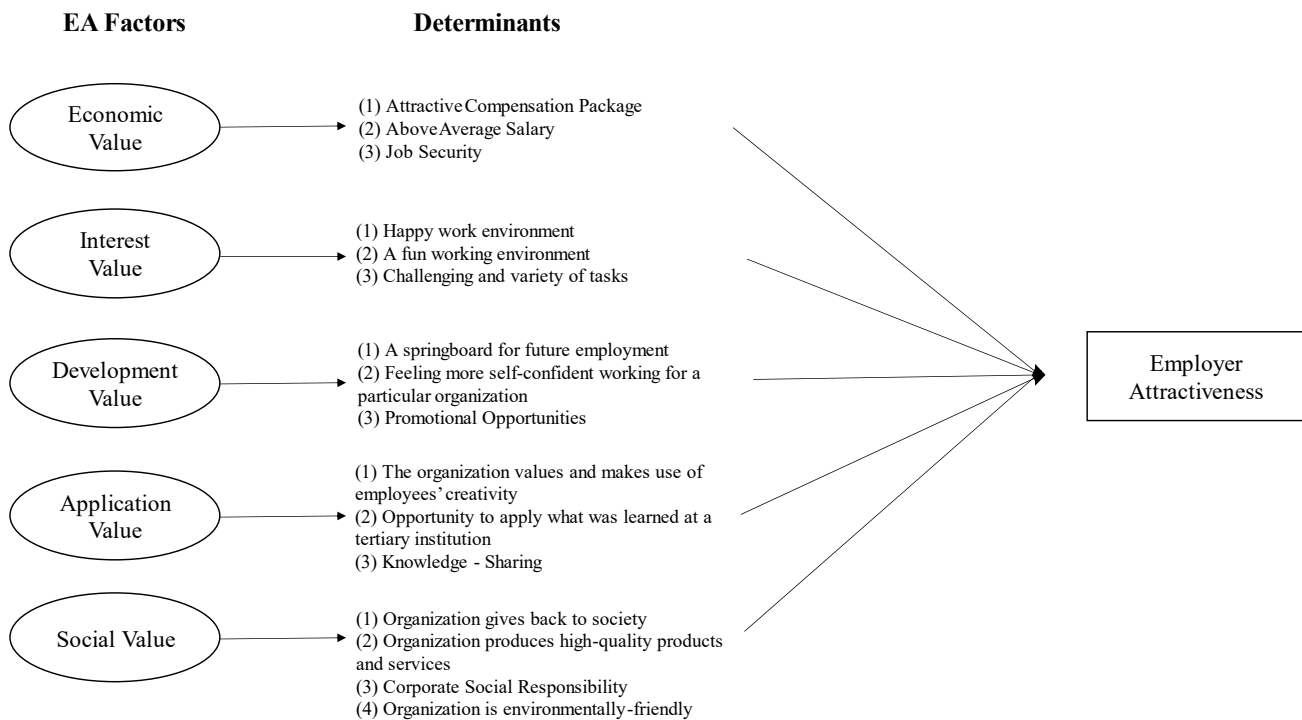 EA Factors
Determinants
Economic
Value
(1) Attractive Compensation Package
(2) Above Average Salary
(3) Job Security
Interest
Value
(1) Happy work environment
(2) A fun working environment
(3) Challenging and variety of tasks
Development
Value
(1) A springboard for future employment
(2) Feeling more self-confident working for a
particular organization
(3) Promotional Opportunities
Application
Value
(1) The organization values and makes use of
employees’ creativity
(2) Opportunity to apply what was learned at a
tertiary institution
(3) Knowledge - Sharing
Social Value
(1) Organization gives back to society
(2) Organization produces high-quality products
and services
(3) Corporate Social Responsibility
(4) Organization is environmentally-friendly
Employer
Attractiveness